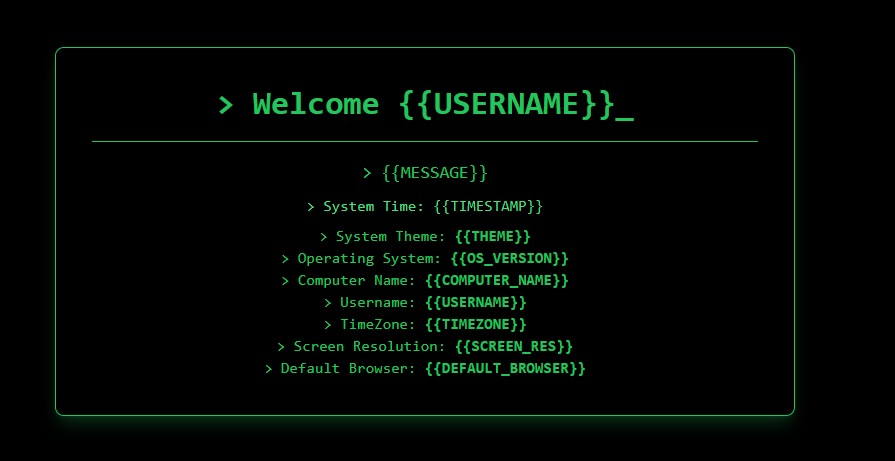 > Welcome {{USERNAME}}_
> {{MESSAGE}}
> System Time: {{TIMESTAMP}}
> System Theme: {{THEME}}
> Operating System: {{OS_VERSION}}
> Computer Name: {{COMPUTER_NAME}}
> Username: {{USERNAME}}
> TimeZone: {{TIMEZONE}}
> Screen Resolution: {{SCREEN_RES}}
> Default Browser: {{DEFAULT_BROWSER}}